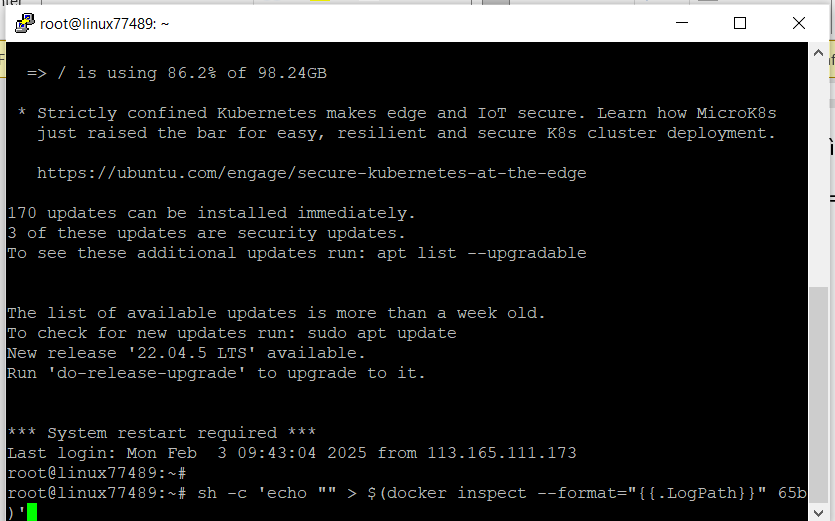 root@linux77489: ~
=> / is using 86.2% of 98.24GB
* Strictly confined Kubernetes makes edge and IoT secure. Learn how MicroK8s
just raised the bar for easy, resilient and secure K8s cluster deployment.
https://ubuntu.com/engage/secure-kubernetes-at-the-edge
170 updates can be installed immediately.
3 of these updates are security updates.
To see these additional updates run: apt list --upgradable
The list of available updates is more than a week old.
To check for new updates run: sudo apt update
New release '22.04.5 LTS' available.
Run 'do-release-upgrade' to upgrade to it.
*** System restart required ***
Last login: Mon Feb  3 09:43:04 2025 from 113.165.111.173
root@linux77489:~#
root@linux77489:~# sh -c 'echo "" > $(docker inspect --format="{{.LogPath}}" 65b
)'